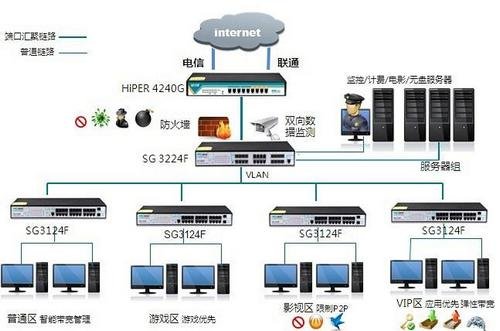 internet
端口汇聚链路
普通链路
电信
联通
HiPER 4240G
监控/计费/电影/无盘服务器
防火墙
双向数
据监测
SG 3224F
服务器组
VLAN
SG3124F
SG3124F
SG3124F
SG3124F
普通区 智能带宽管理
游戏区 游戏优先
影视区 限制P2P
VIP区 应用优先 弹性带宽